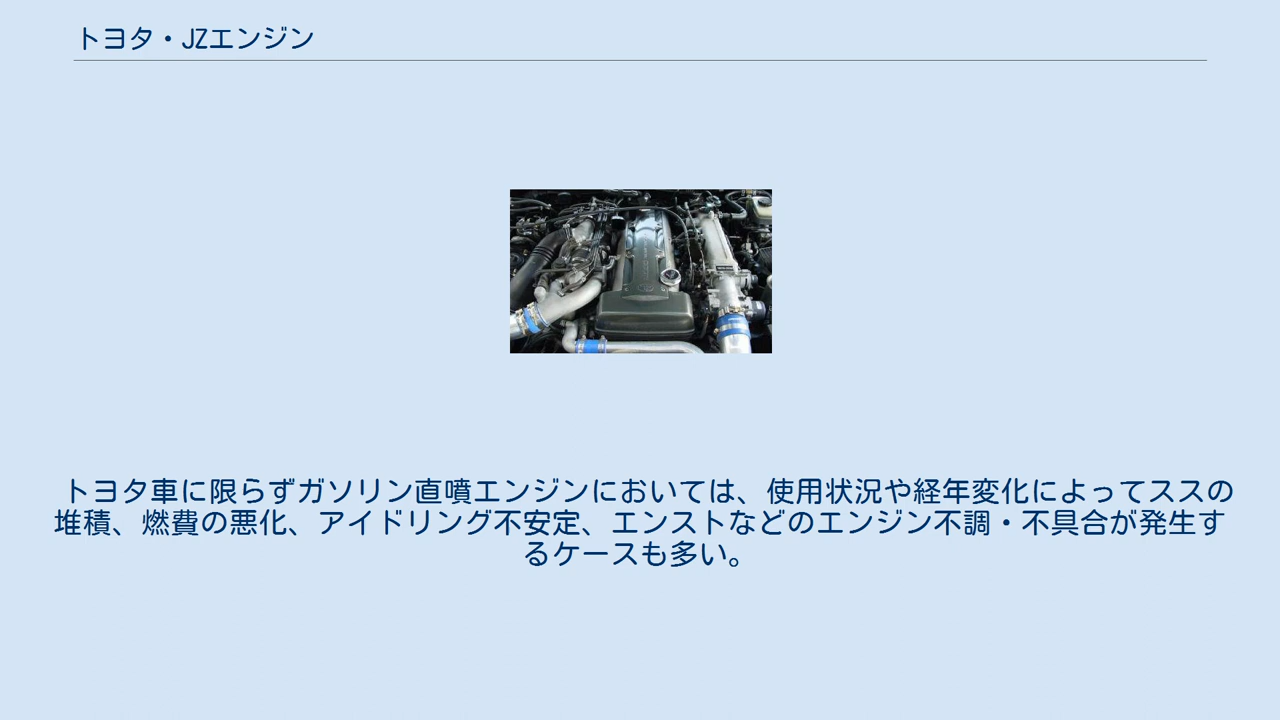 トヨタ・JZエンジン
トヨタ車に限らずガソリン直噴エンジンにおいては、使用状況や経年変化によってススの
堆積、燃費の悪化、アイドリング不安定、エンストなどのエンジン不調・不具合が発生す
るケースも多い。